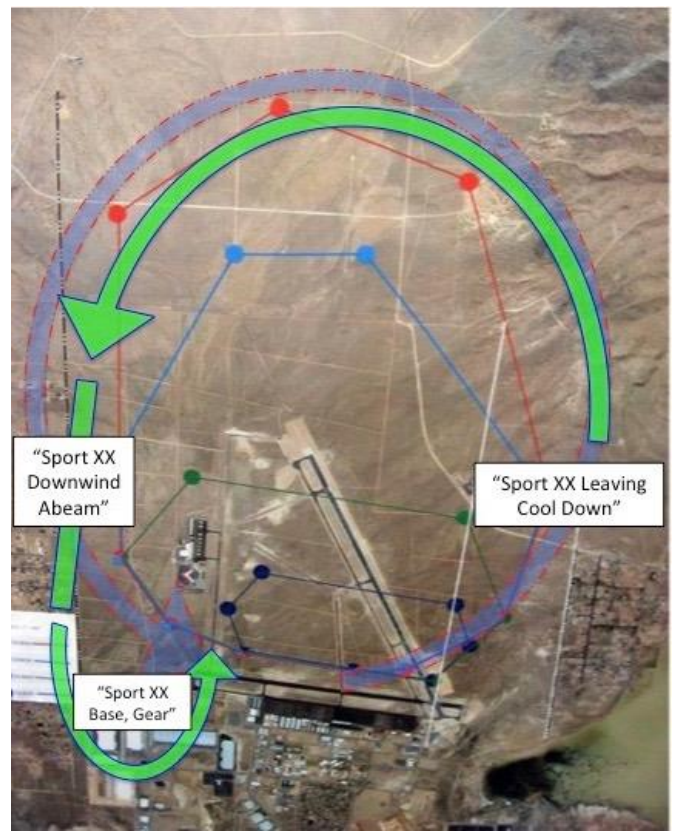 “Sport XX
Downwind
Abeam”
“Sport XX Leaving
Cool Down”
“Sport XX
Base, Gear”